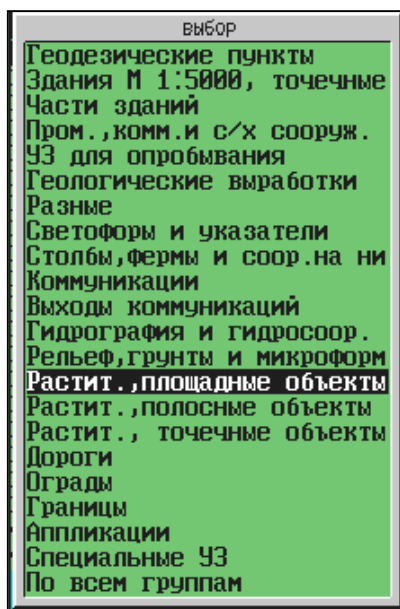 выбор
Геодезические пункты
Здания М 1:5000, точечные
Части зданий
Пром.,комм.и с/х сооруж.
УЗ для опробывания
Геологические выработки
Разные
Светофоры и указатели
Столбы,фермы и соор.на ни
Коммуникации
Выходы коммуникаций
Гидрография и гидросоор.
Рельеф,грунты и микроформ
Растит.,площадные объекты
Растит.,полосные объекты
Растит., точечные объекты
Дороги
Ограды
Границы
Аппликации
Специальные УЗ
По всем группам